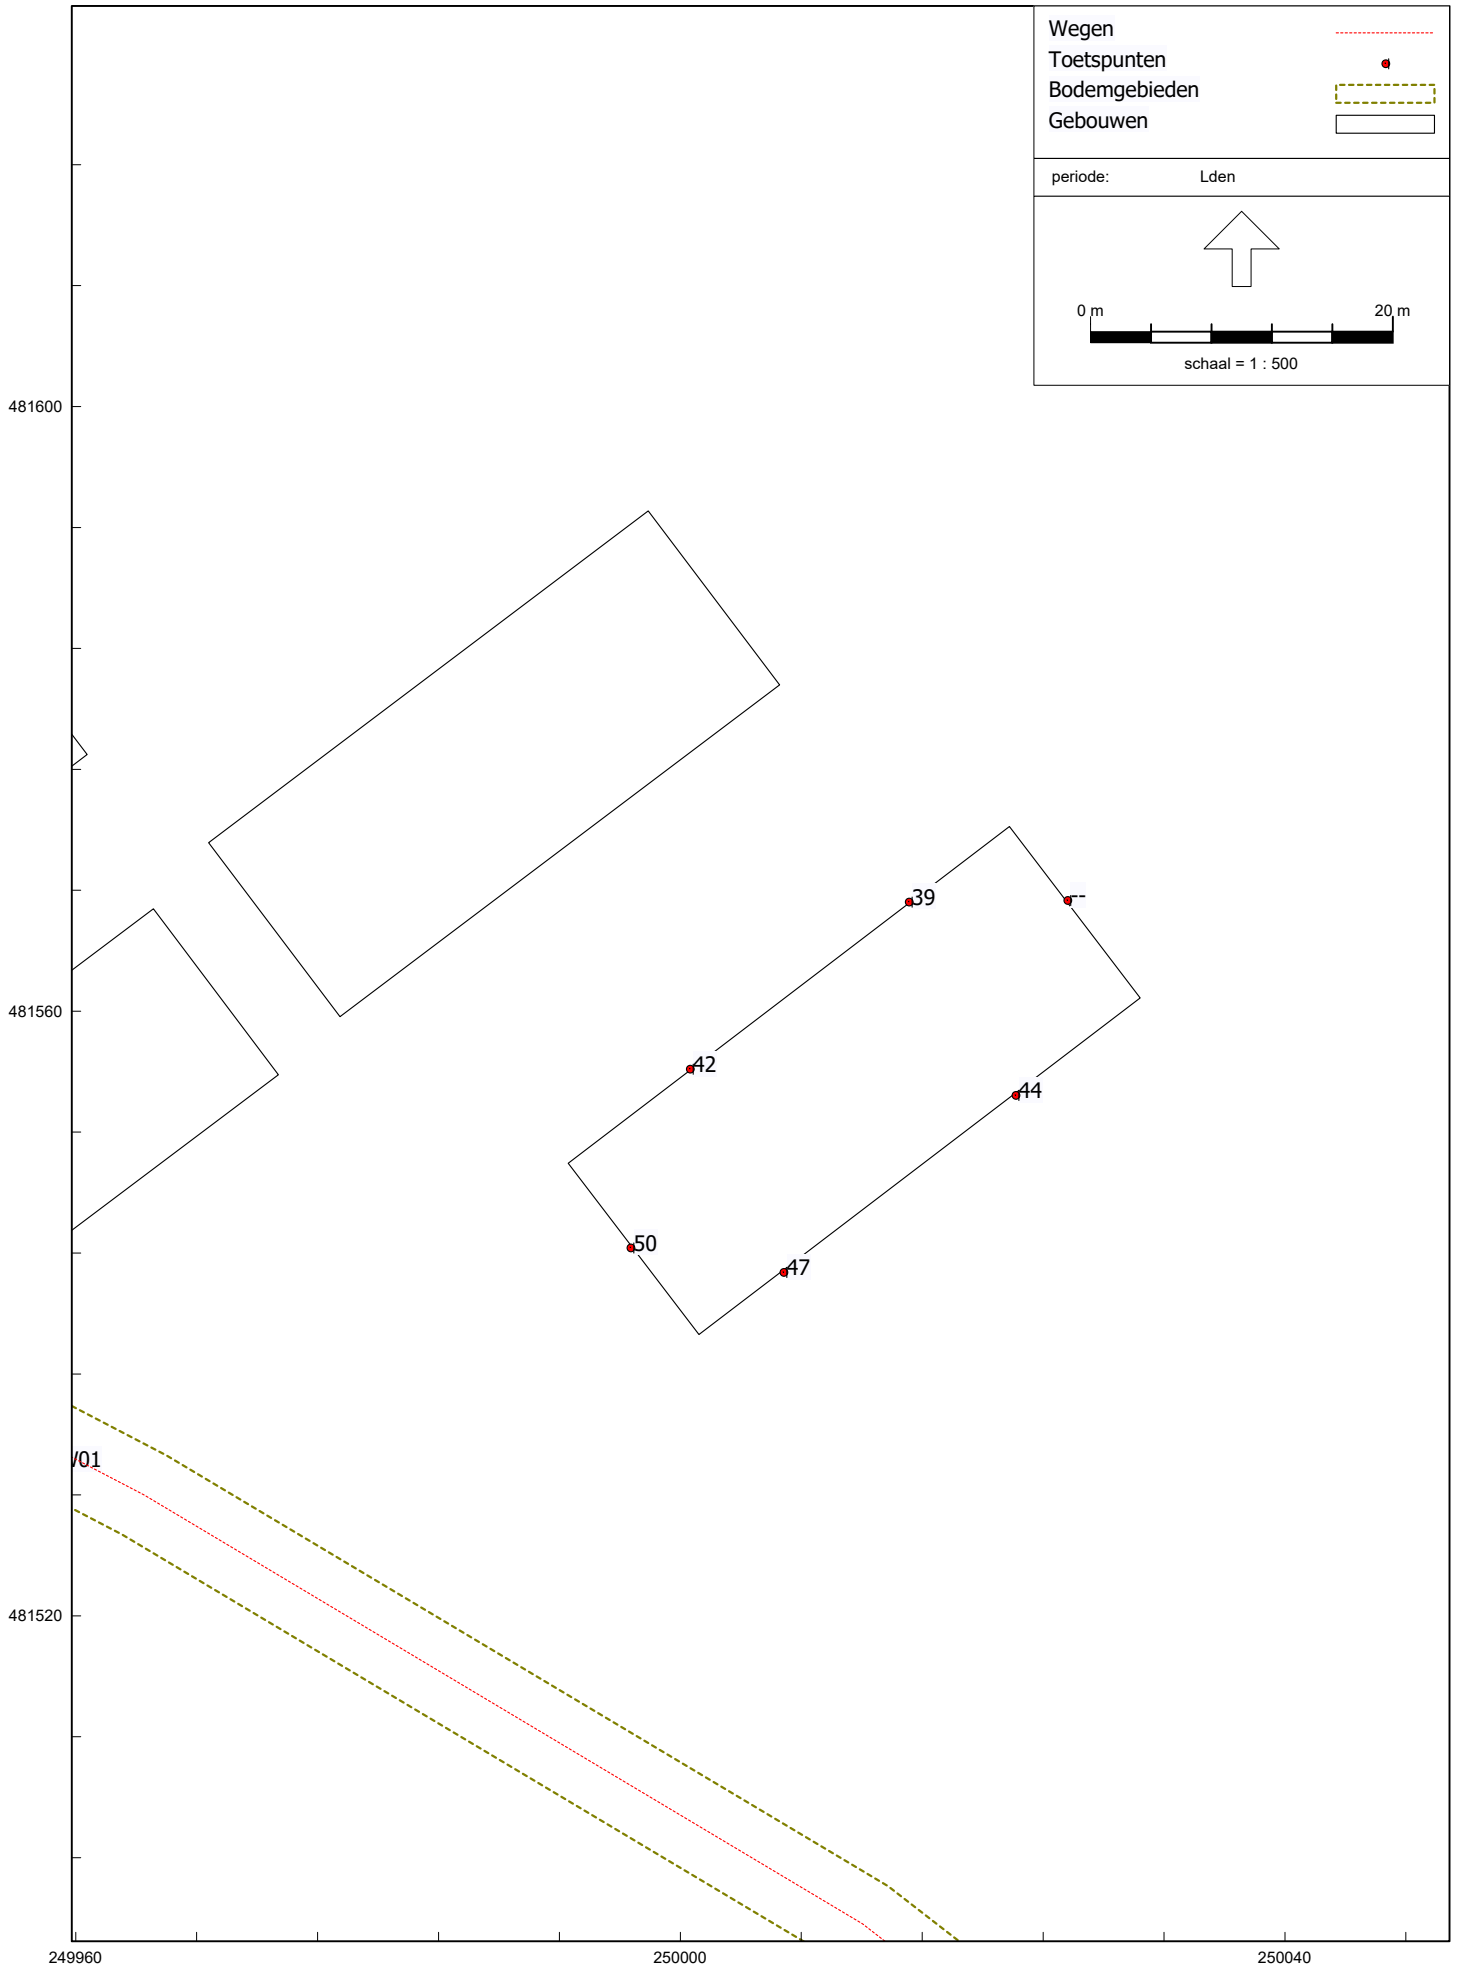 Wegen
Toetspunten
Bodemgebieden
Gebouwen
periode: Lden
0 m 20 m
schaal = 1 : 500
481600
39
--
481560
42
44
50
47
/01
481520
249960 250000 250040